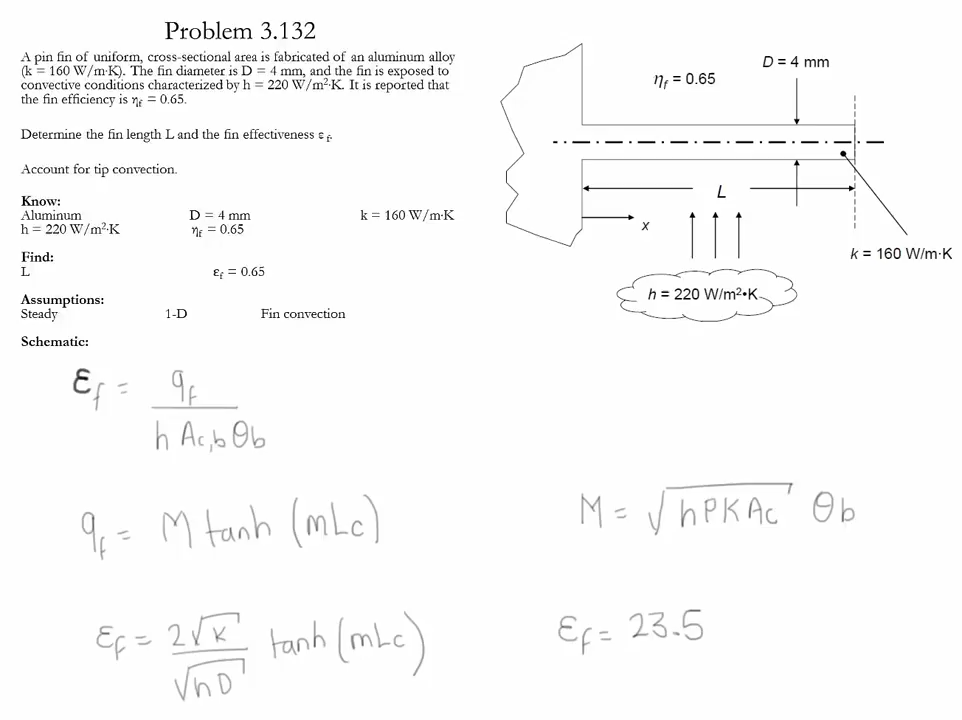 Problem 3.132
A pin fin of uniform, cross-sectional area is fabricated of an aluminum alloy
(k = 160 W/m·K). The fin diameter is D = 4 mm, and the fin is exposed to
convective conditions characterized by h = 220 W/m²·K. It is reported that
the fin efficiency is ηf = 0.65.
Determine the fin length L and the fin effectiveness εf.
Account for tip convection.
Know:
Aluminum D = 4 mm k = 160 W/m·K
h = 220 W/m²·K ηf = 0.65
Find:
L εf = 0.65
Assumptions:
Steady 1-D Fin convection
Schematic:
ηf = 0.65
D = 4 mm
L
x
k = 160 W/m·K
h = 220 W/m²•K
εf = qf / h Ac,b θb
qf = M tanh (mLc)
M = √hPKAc θb
εf = 2√K / √hD tanh (mLc)
εf = 23.5